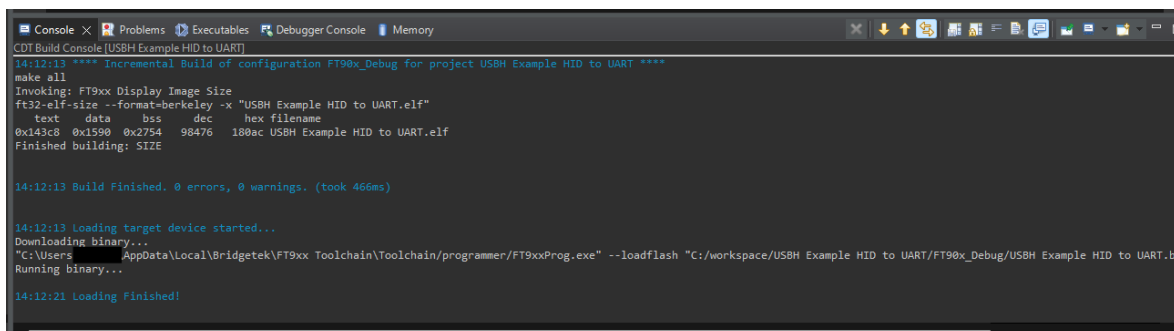 Console Problems Executables Debugger Console Memory
CDT Build Console [USBH Example HID to UART]
14:12:13 **** Incremental Build of configuration FT90x_Debug for project USBH Example HID to UART ****
make all
Invoking: FT9xx Display Image Size
ft32-elf-size --format=berkeley -x "USBH Example HID to UART.elf"
text data bss dec hex filename
0x143c8 0x1590 0x2754 98476 180ac USBH Example HID to UART.elf
Finished building: SIZE
14:12:13 Build Finished. 0 errors, 0 warnings. (took 466ms)
14:12:13 Loading target device started...
Downloading binary...
"C:\Users AppData\Local\Bridgetek\FT9xx Toolchain\Toolchain/programmer/FT9xxProg.exe" --loadflash "C:/workspace/USBH Example HID to UART/FT90x_Debug/USBH Example HID to UART.b
Running binary...
14:12:21 Loading Finished!